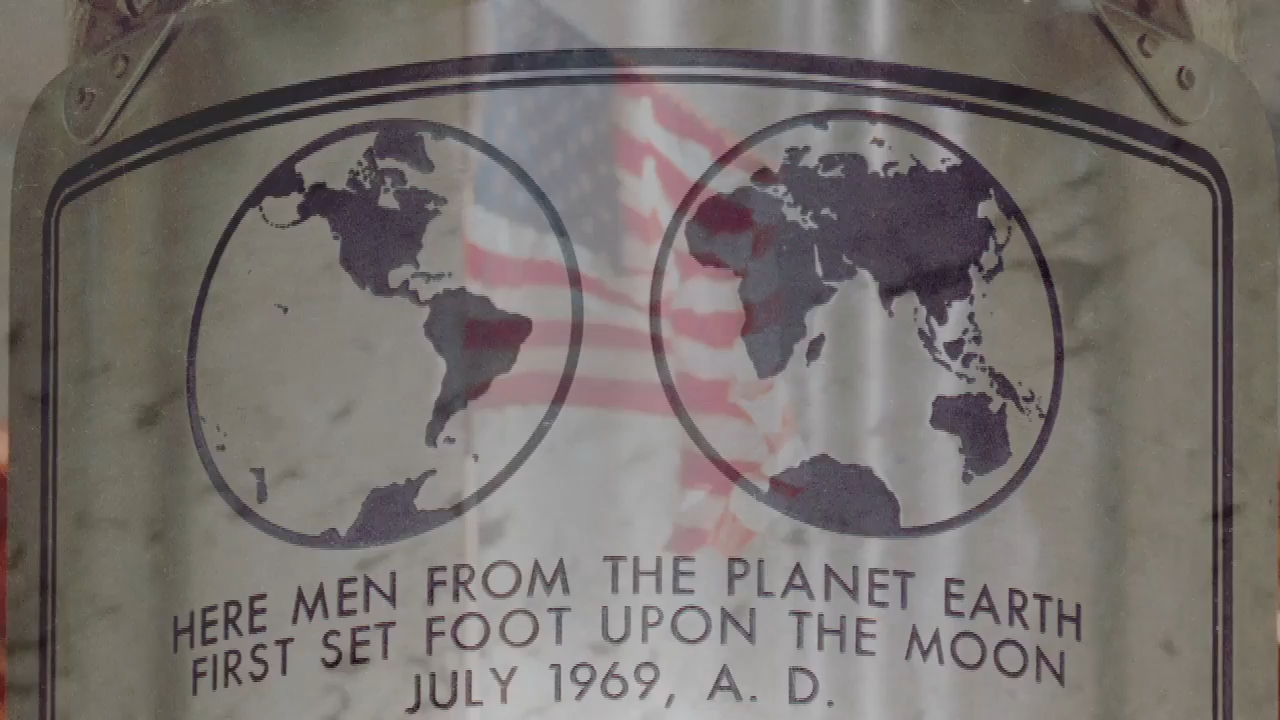 HERE MEN FROM THE PLANET EARTH
FIRST SET FOOT UPON THE MOON
JULY 1969, A. D.